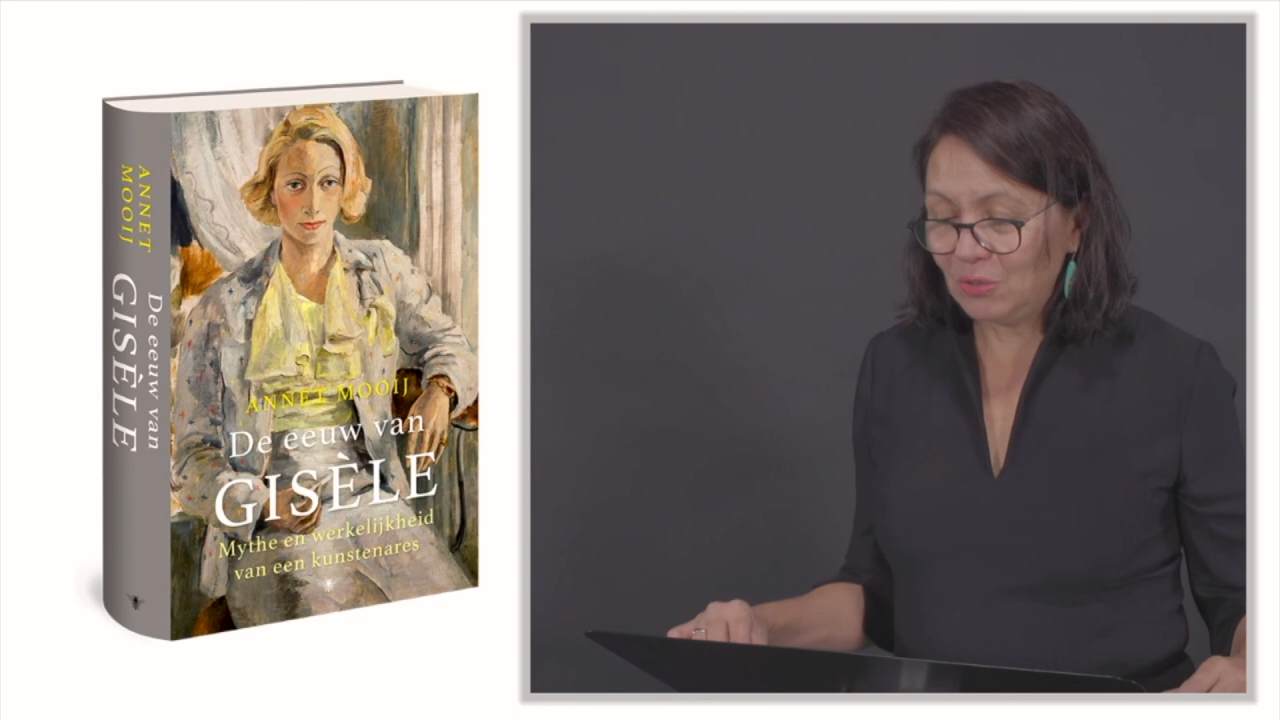 ANNET
MOOIJ
De eeuw van
GISÈLE
ANNET MOOIJ
De eeuw van
GISÈLE
Mythe en werkelijkheid
van een kunstenares